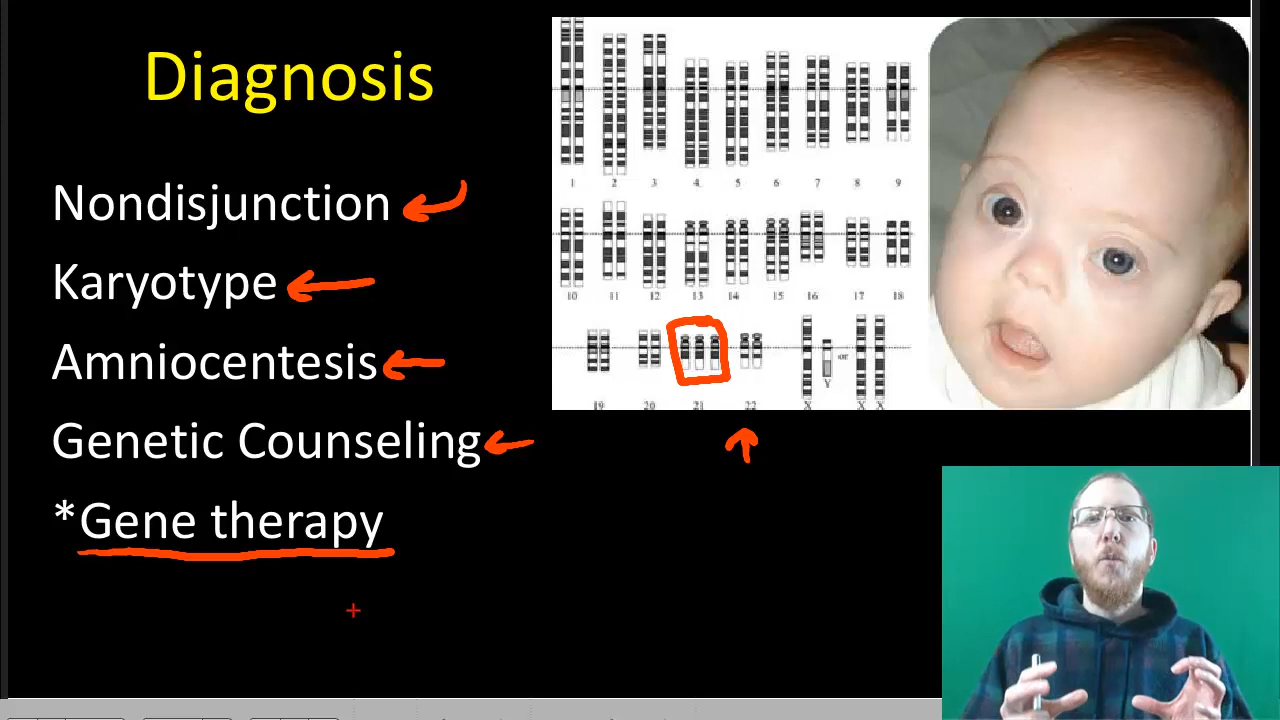 Diagnosis
Nondisjunction
Karyotype
Amniocentesis
Genetic Counseling
*Gene therapy
1 2 3 4 5 6 7 8 9
10 11 12 13 14 15 16 17 18
19 20 21 22 X Y or X X